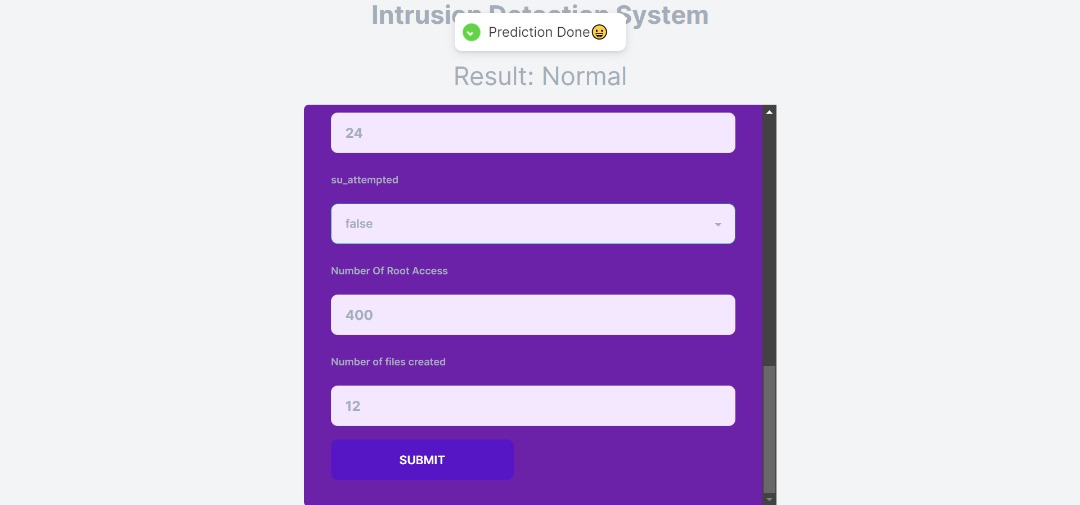 Intrusion Detection System
Prediction Done😃
Result: Normal
24
su_attempted
false
Number Of Root Access
400
Number of files created
12
SUBMIT